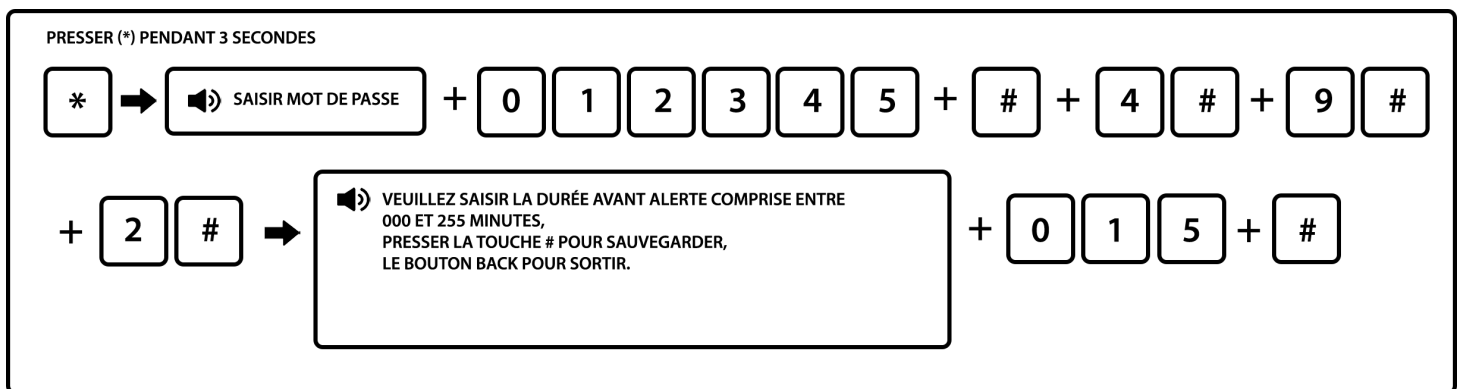 PRESSER (*) PENDANT 3 SECONDES
* SAISIR MOT DE PASSE + 0 1 2 3 4 5 + # + 4 # + 9 #
+ 2 # VEUILLEZ SAISIR LA DURÉE AVANT ALERTE COMPRISE ENTRE
000 ET 255 MINUTES,
PRESSER LA TOUCHE # POUR SAUVEGARDER,
LE BOUTON BACK POUR SORTIR.
+ 0 1 5 + #